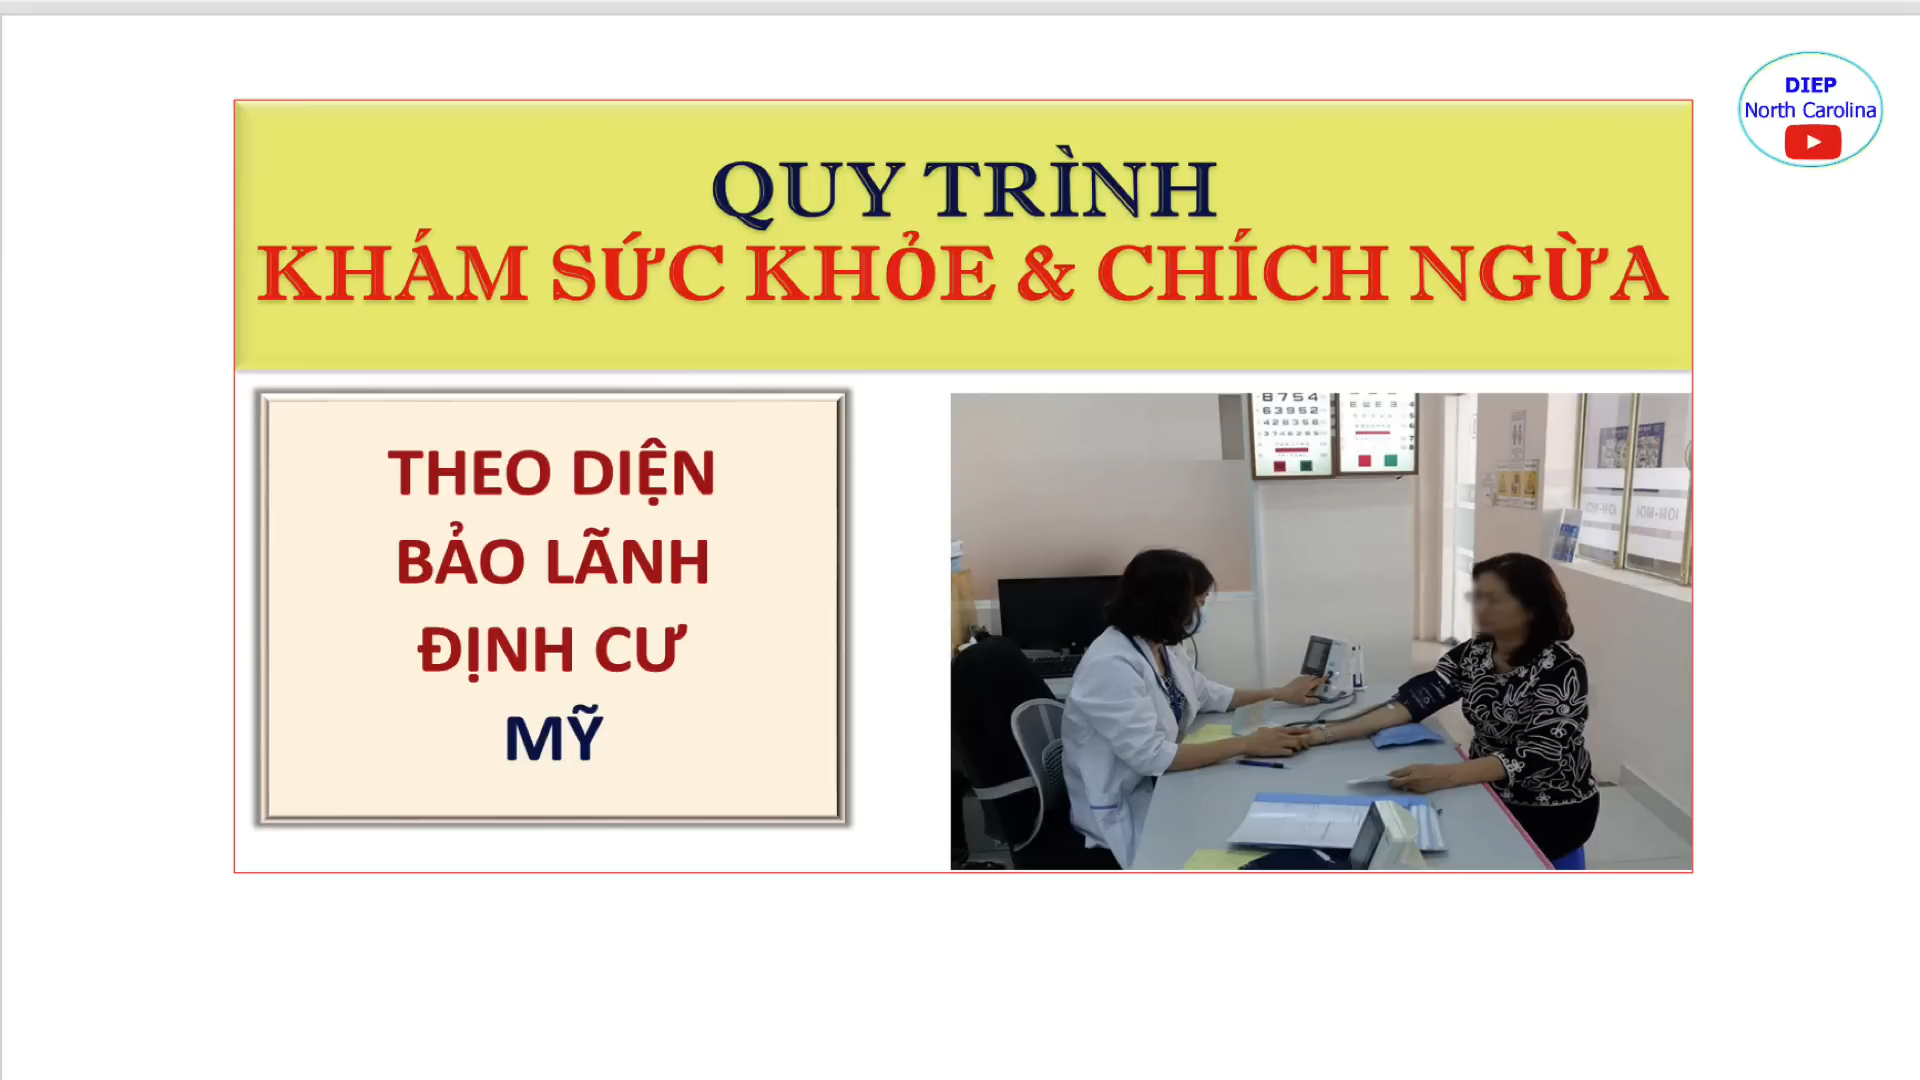 DIEP
North Carolina
QUY TRÌNH
KHÁM SỨC KHỎE & CHÍCH NGỪA
THEO DIỆN
BẢO LÃNH
ĐỊNH CƯ
MỸ
8754
63952